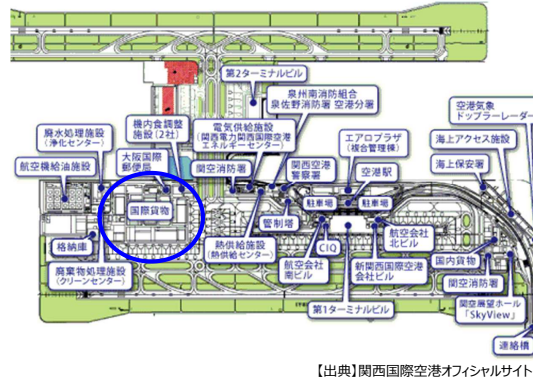 第2ターミナルビル
泉州南消防組合
泉佐野消防署 空港分署
空港気象
ドップラーレーダー
機内食調整
施設(2社)
電気供給施設
(関西電力関西国際空港
エネルギーセンター)
廃水処理施設
(浄化センター)
エアロプラザ
(複合管理棟)
海上アクセス施設
大阪国際
郵便局
関空消防署
関西空港
警察署
空港駅
海上保安署
航空機給油施設
国際貨物
駐車場
駐車場
管制塔
格納庫
熱供給施設
(熱供給センター)
CIQ
航空会社
北ビル
国内貨物
航空会社
南ビル
新関西国際空港
会社ビル
関空消防署
廃棄物処理施設
(クリーンセンター)
第1ターミナルビル
関空展望ホール
「SkyView」
連絡橋
【出典】関西国際空港オフィシャルサイト